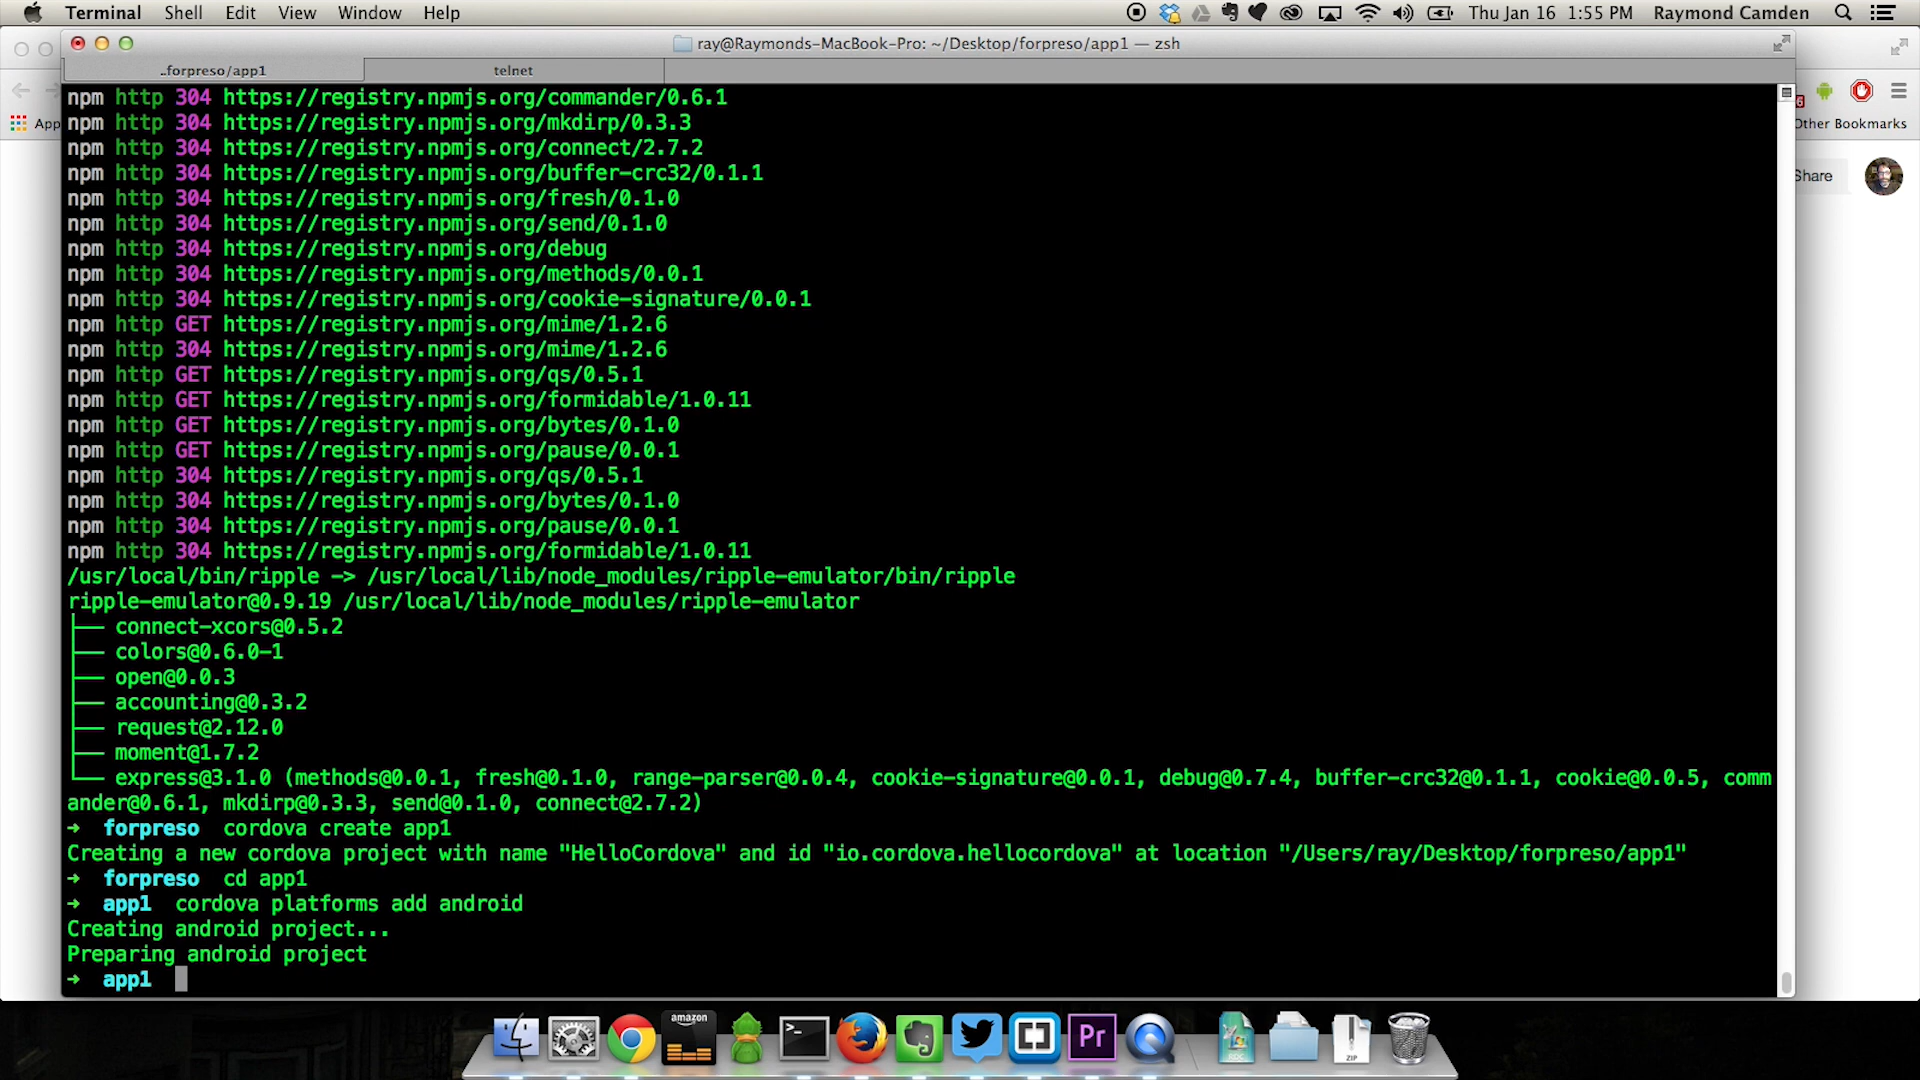 Terminal Shell Edit View Window Help Thu Jan 16 1:55 PM Raymond Camden
ray@Raymonds-MacBook-Pro: ~/Desktop/forpreso/app1 — zsh
..forpreso/app1 telnet
App
Other Bookmarks
Share
npm http 304 https://registry.npmjs.org/commander/0.6.1
npm http 304 https://registry.npmjs.org/mkdirp/0.3.3
npm http 304 https://registry.npmjs.org/connect/2.7.2
npm http 304 https://registry.npmjs.org/buffer-crc32/0.1.1
npm http 304 https://registry.npmjs.org/fresh/0.1.0
npm http 304 https://registry.npmjs.org/send/0.1.0
npm http 304 https://registry.npmjs.org/debug
npm http 304 https://registry.npmjs.org/methods/0.0.1
npm http 304 https://registry.npmjs.org/cookie-signature/0.0.1
npm http GET https://registry.npmjs.org/mime/1.2.6
npm http 304 https://registry.npmjs.org/mime/1.2.6
npm http GET https://registry.npmjs.org/qs/0.5.1
npm http GET https://registry.npmjs.org/formidable/1.0.11
npm http GET https://registry.npmjs.org/bytes/0.1.0
npm http GET https://registry.npmjs.org/pause/0.0.1
npm http 304 https://registry.npmjs.org/qs/0.5.1
npm http 304 https://registry.npmjs.org/bytes/0.1.0
npm http 304 https://registry.npmjs.org/pause/0.0.1
npm http 304 https://registry.npmjs.org/formidable/1.0.11
/usr/local/bin/ripple -> /usr/local/lib/node_modules/ripple-emulator/bin/ripple
ripple-emulator@0.9.19 /usr/local/lib/node_modules/ripple-emulator
├── connect-xcors@0.5.2
├── colors@0.6.0-1
├── open@0.0.3
├── accounting@0.3.2
├── request@2.12.0
├── moment@1.7.2
└── express@3.1.0 (methods@0.0.1, fresh@0.1.0, range-parser@0.0.4, cookie-signature@0.0.1, debug@0.7.4, buffer-crc32@0.1.1, cookie@0.0.5, comm
ander@0.6.1, mkdirp@0.3.3, send@0.1.0, connect@2.7.2)
➜ forpreso cordova create app1
Creating a new cordova project with name "HelloCordova" and id "io.cordova.hellocordova" at location "/Users/ray/Desktop/forpreso/app1"
➜ forpreso cd app1
➜ app1 cordova platforms add android
Creating android project...
Preparing android project
➜ app1
amazon
Pr
ZIP